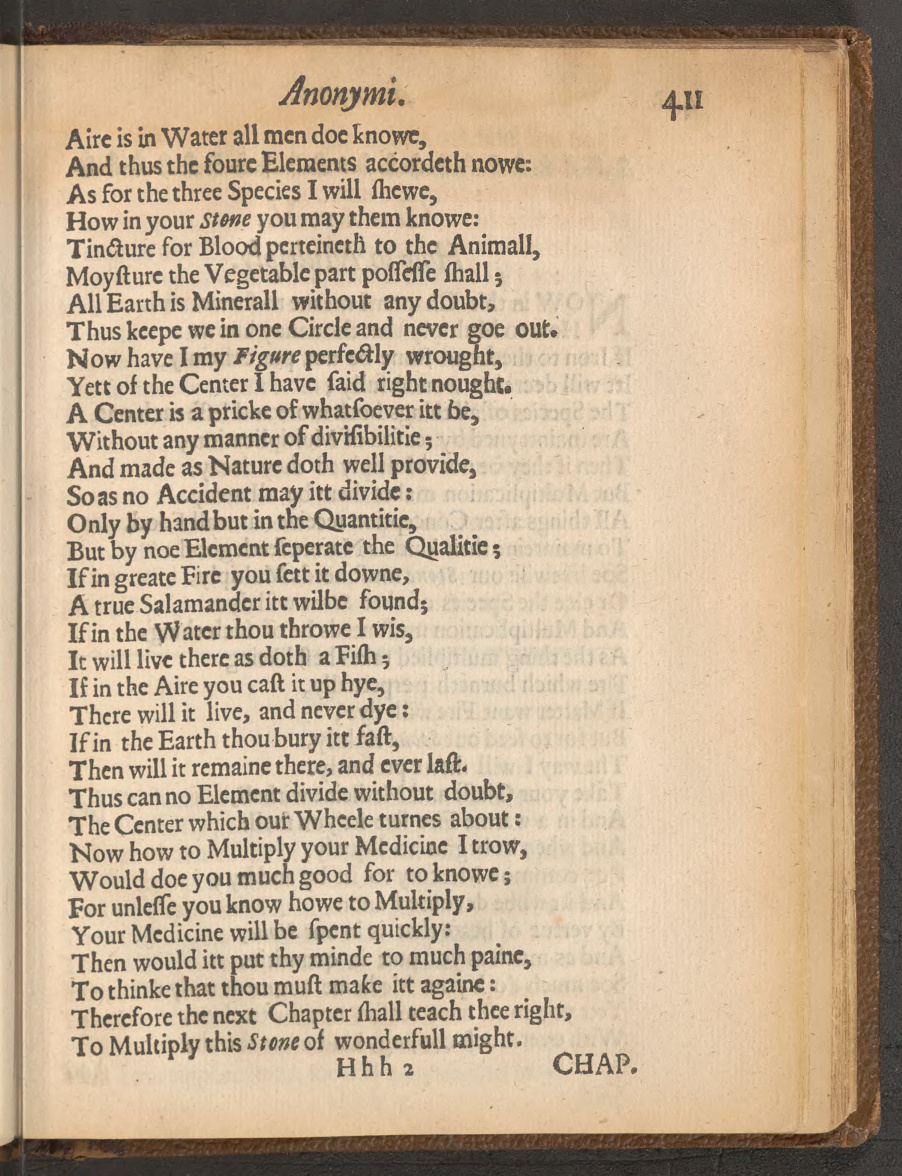 Anonymi. 411
Aire is in Water all men doe knowe,
And thus the foure Elements accordeth nowe:
As for the three Species I will ſhewe,
How in your Stone you may them knowe:
Tincture for Blood perteineth to the Animall,
Moyſture the Vegetable part poſſeſſe ſhall;
All Earth is Minerall without any doubt,
Thus keepe we in one Circle and never goe out.
Now have I my Figure perfectly wrought,
Yett of the Center I have ſaid right nought.
A Center is a pricke of whatſoever itt be,
Without any manner of diviſibilitie;
And made as Nature doth well provide,
So as no Accident may itt divide:
Only by hand but in the Quantitie,
But by noe Element ſeperate the Qualitie;
If in greate Fire you ſett it downe,
A true Salamander itt wilbe found;
If in the Water thou throwe I wis,
It will live there as doth a Fiſh;
If in the Aire you caſt it up hye,
There will it live, and never dye:
If in the Earth thou bury itt faſt,
Then will it remaine there, and ever laſt.
Thus can no Element divide without doubt,
The Center which our Wheele turnes about:
Now how to Multiply your Medicine I trow,
Would doe you much good for to knowe;
For unleſſe you know howe to Multiply,
Your Medicine will be ſpent quickly:
Then would itt put thy minde to much paine,
To thinke that thou muſt make itt againe:
Therefore the next Chapter ſhall teach thee right,
To Multiply this Stone of wonderfull might.
Hhh 2 CHAP.